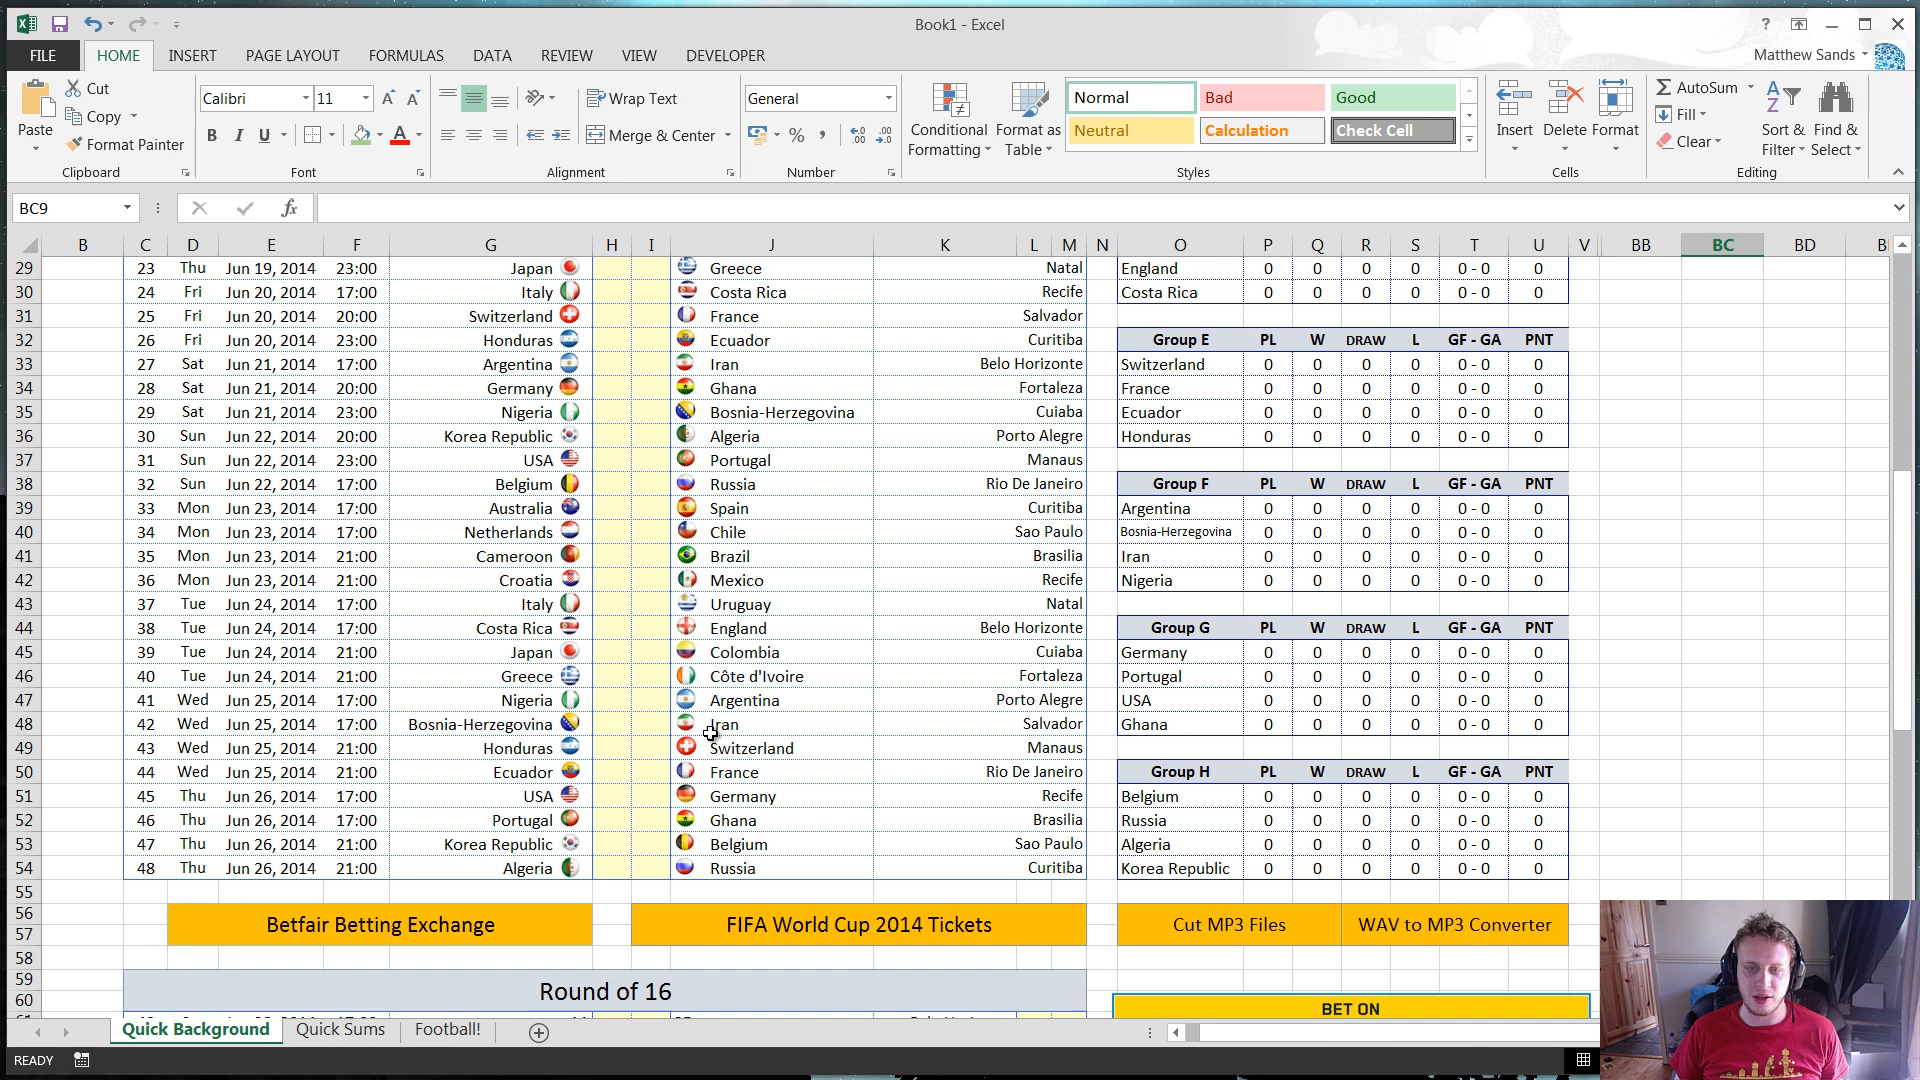 Book1 - Excel
FILE HOME INSERT PAGE LAYOUT FORMULAS DATA REVIEW VIEW DEVELOPER Matthew Sands
Paste Cut Copy Format Painter Clipboard
Calibri 11 B I U A Font
Wrap Text Merge & Center Alignment
General % Number
Conditional Formatting Format as Table
Normal Bad Good
Neutral Calculation Check Cell
Styles
Insert Delete Format Cells
AutoSum Fill Clear Sort & Filter Find & Select Editing
BC9 fx
B C D E F G H I J K L M N O P Q R S T U V BB BC BD
29 23 Thu Jun 19, 2014 23:00 Japan Greece Natal England 0 0 0 0 0 - 0 0
30 24 Fri Jun 20, 2014 17:00 Italy Costa Rica Recife Costa Rica 0 0 0 0 0 - 0 0
31 25 Fri Jun 20, 2014 20:00 Switzerland France Salvador
32 26 Fri Jun 20, 2014 23:00 Honduras Ecuador Curitiba Group E PL W DRAW L GF - GA PNT
33 27 Sat Jun 21, 2014 17:00 Argentina Iran Belo Horizonte Switzerland 0 0 0 0 0 - 0 0
34 28 Sat Jun 21, 2014 20:00 Germany Ghana Fortaleza France 0 0 0 0 0 - 0 0
35 29 Sat Jun 21, 2014 23:00 Nigeria Bosnia-Herzegovina Cuiaba Ecuador 0 0 0 0 0 - 0 0
36 30 Sun Jun 22, 2014 20:00 Korea Republic Algeria Porto Alegre Honduras 0 0 0 0 0 - 0 0
37 31 Sun Jun 22, 2014 23:00 USA Portugal Manaus
38 32 Sun Jun 22, 2014 17:00 Belgium Russia Rio De Janeiro Group F PL W DRAW L GF - GA PNT
39 33 Mon Jun 23, 2014 17:00 Australia Spain Curitiba Argentina 0 0 0 0 0 - 0 0
40 34 Mon Jun 23, 2014 17:00 Netherlands Chile Sao Paulo Bosnia-Herzegovina 0 0 0 0 0 - 0 0
41 35 Mon Jun 23, 2014 21:00 Cameroon Brazil Brasilia Iran 0 0 0 0 0 - 0 0
42 36 Mon Jun 23, 2014 21:00 Croatia Mexico Recife Nigeria 0 0 0 0 0 - 0 0
43 37 Tue Jun 24, 2014 17:00 Italy Uruguay Natal
44 38 Tue Jun 24, 2014 17:00 Costa Rica England Belo Horizonte Group G PL W DRAW L GF - GA PNT
45 39 Tue Jun 24, 2014 21:00 Japan Colombia Cuiaba Germany 0 0 0 0 0 - 0 0
46 40 Tue Jun 24, 2014 21:00 Greece Côte d'Ivoire Fortaleza Portugal 0 0 0 0 0 - 0 0
47 41 Wed Jun 25, 2014 17:00 Nigeria Argentina Porto Alegre USA 0 0 0 0 0 - 0 0
48 42 Wed Jun 25, 2014 17:00 Bosnia-Herzegovina Iran Salvador Ghana 0 0 0 0 0 - 0 0
49 43 Wed Jun 25, 2014 21:00 Honduras Switzerland Manaus
50 44 Wed Jun 25, 2014 21:00 Ecuador France Rio De Janeiro Group H PL W DRAW L GF - GA PNT
51 45 Thu Jun 26, 2014 17:00 USA Germany Recife Belgium 0 0 0 0 0 - 0 0
52 46 Thu Jun 26, 2014 17:00 Portugal Ghana Brasilia Russia 0 0 0 0 0 - 0 0
53 47 Thu Jun 26, 2014 21:00 Korea Republic Belgium Sao Paulo Algeria 0 0 0 0 0 - 0 0
54 48 Thu Jun 26, 2014 21:00 Algeria Russia Curitiba Korea Republic 0 0 0 0 0 - 0 0
55
56
Betfair Betting Exchange FIFA World Cup 2014 Tickets Cut MP3 Files WAV to MP3 Converter
57
58
59
Round of 16
60
BET ON
Quick Background Quick Sums Football!
READY